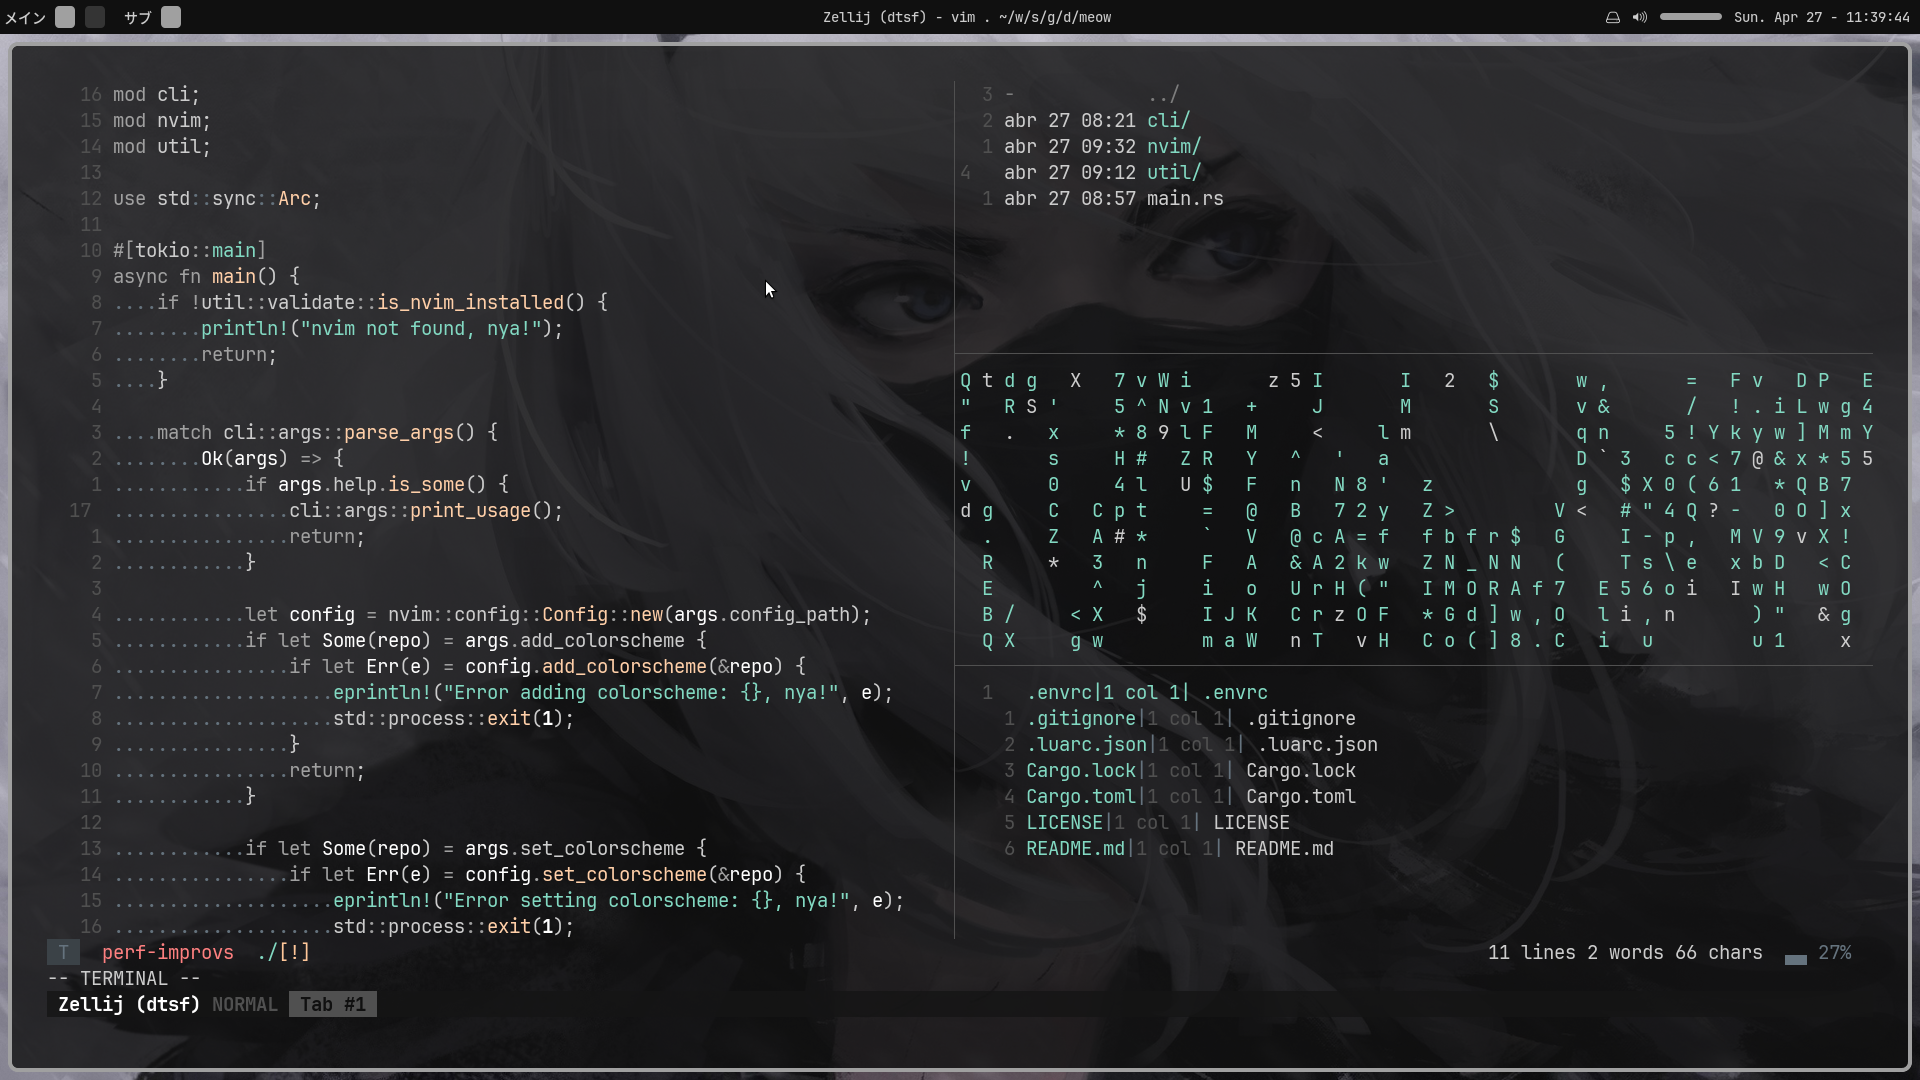 メイン サブ Zellij (dtsf) - vim . ~/w/s/g/d/meow Sun. Apr 27 - 11:39:44
16 mod cli;
15 mod nvim;
14 mod util;
13
12 use std::sync::Arc;
11
10 #[tokio::main]
9 async fn main() {
8 ....if !util::validate::is_nvim_installed() {
7 ........println!("nvim not found, nya!");
6 ........return;
5 ....}
4
3 ....match cli::args::parse_args() {
2 ........Ok(args) => {
1 ............if args.help.is_some() {
17 ................cli::args::print_usage();
1 ................return;
2 ............}
3
4 ............let config = nvim::config::Config::new(args.config_path);
5 ............if let Some(repo) = args.add_colorscheme {
6 ................if let Err(e) = config.add_colorscheme(&repo) {
7 ....................eprintln!("Error adding colorscheme: {}, nya!", e);
8 ....................std::process::exit(1);
9 ................}
10 ................return;
11 ............}
12
13 ............if let Some(repo) = args.set_colorscheme {
14 ................if let Err(e) = config.set_colorscheme(&repo) {
15 ....................eprintln!("Error setting colorscheme: {}, nya!", e);
16 ....................std::process::exit(1);
3 - ../
2 abr 27 08:21 cli/
1 abr 27 09:32 nvim/
4 abr 27 09:12 util/
1 abr 27 08:57 main.rs
Q t d g X 7 v W i z 5 I I 2 $ w , = F v D P E
" R S ' 5 ^ N v 1 + J M S v & / ! . i L w g 4
f . x * 8 9 l F M < l m \ q n 5 ! Y k y w ] M m Y
! s H # Z R Y ^ ' a D ` 3 c c < 7 @ & x * 5 5
v 0 4 l U $ F n N 8 ' z g $ X 0 ( 6 1 * Q B 7
d g C C p t = @ B 7 2 y Z > V < # " 4 Q ? - 0 O ] x
. Z A # * ` V @ c A = f f b f r $ G I - p , M V 9 v X !
R * 3 n F A & A 2 k w Z N _ N N ( T s \ e x b D < C
E ^ j i o U r H ( " I M O R A f 7 E 5 6 o i I w H w O
B / < X $ I J K C r z O F * G d ] w , O l i , n ) " & g
Q X g w m a W n T v H C o ( ] 8 . C i u u 1 x
1 .envrc|1 col 1| .envrc
1 .gitignore|1 col 1| .gitignore
2 .luarc.json|1 col 1| .luarc.json
3 Cargo.lock|1 col 1| Cargo.lock
4 Cargo.toml|1 col 1| Cargo.toml
5 LICENSE|1 col 1| LICENSE
6 README.md|1 col 1| README.md
T perf-improvs ./[!] 11 lines 2 words 66 chars 27%
-- TERMINAL --
Zellij (dtsf) NORMAL Tab #1